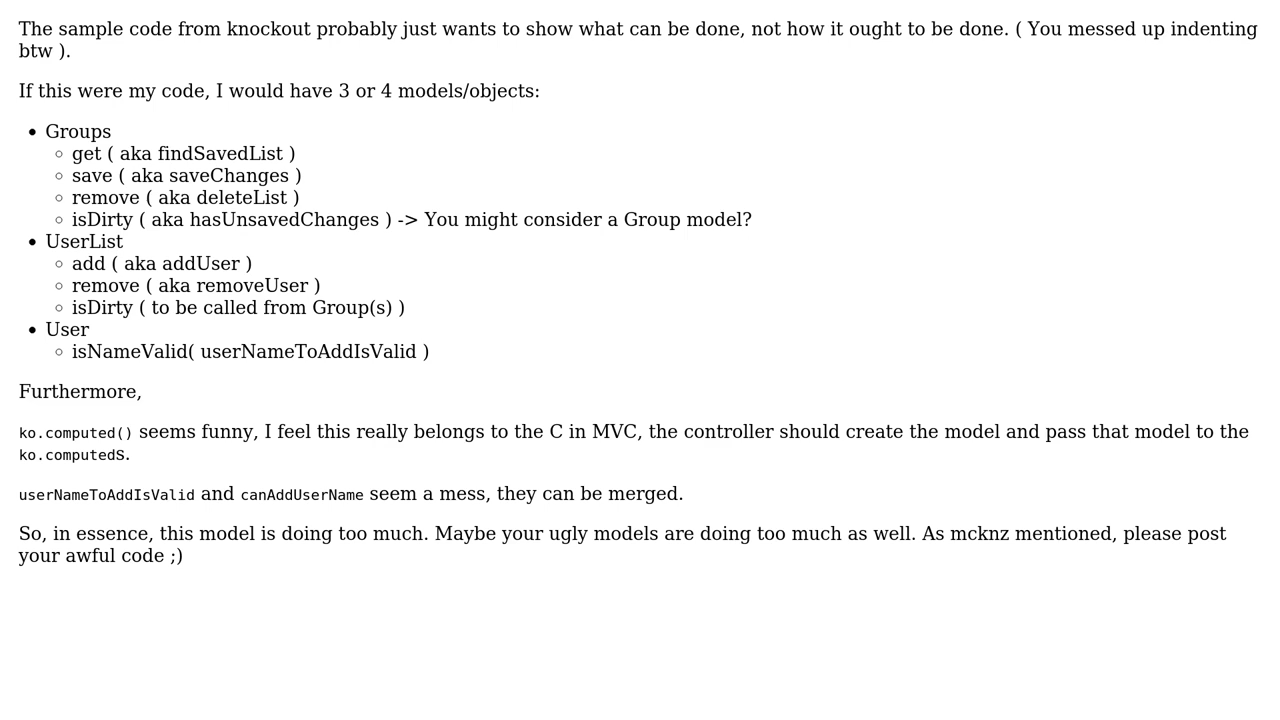 The sample code from knockout probably just wants to show what can be done, not how it ought to be done. ( You messed up indenting
btw ).
If this were my code, I would have 3 or 4 models/objects:
• Groups
◦ get ( aka findSavedList )
◦ save ( aka saveChanges )
◦ remove ( aka deleteList )
◦ isDirty ( aka hasUnsavedChanges ) -> You might consider a Group model?
• UserList
◦ add ( aka addUser )
◦ remove ( aka removeUser )
◦ isDirty ( to be called from Group(s) )
• User
◦ isNameValid( userNameToAddIsValid )
Furthermore,
ko.computed() seems funny, I feel this really belongs to the C in MVC, the controller should create the model and pass that model to the
ko.computeds.
userNameToAddIsValid and canAddUserName seem a mess, they can be merged.
So, in essence, this model is doing too much. Maybe your ugly models are doing too much as well. As mcknz mentioned, please post
your awful code ;)